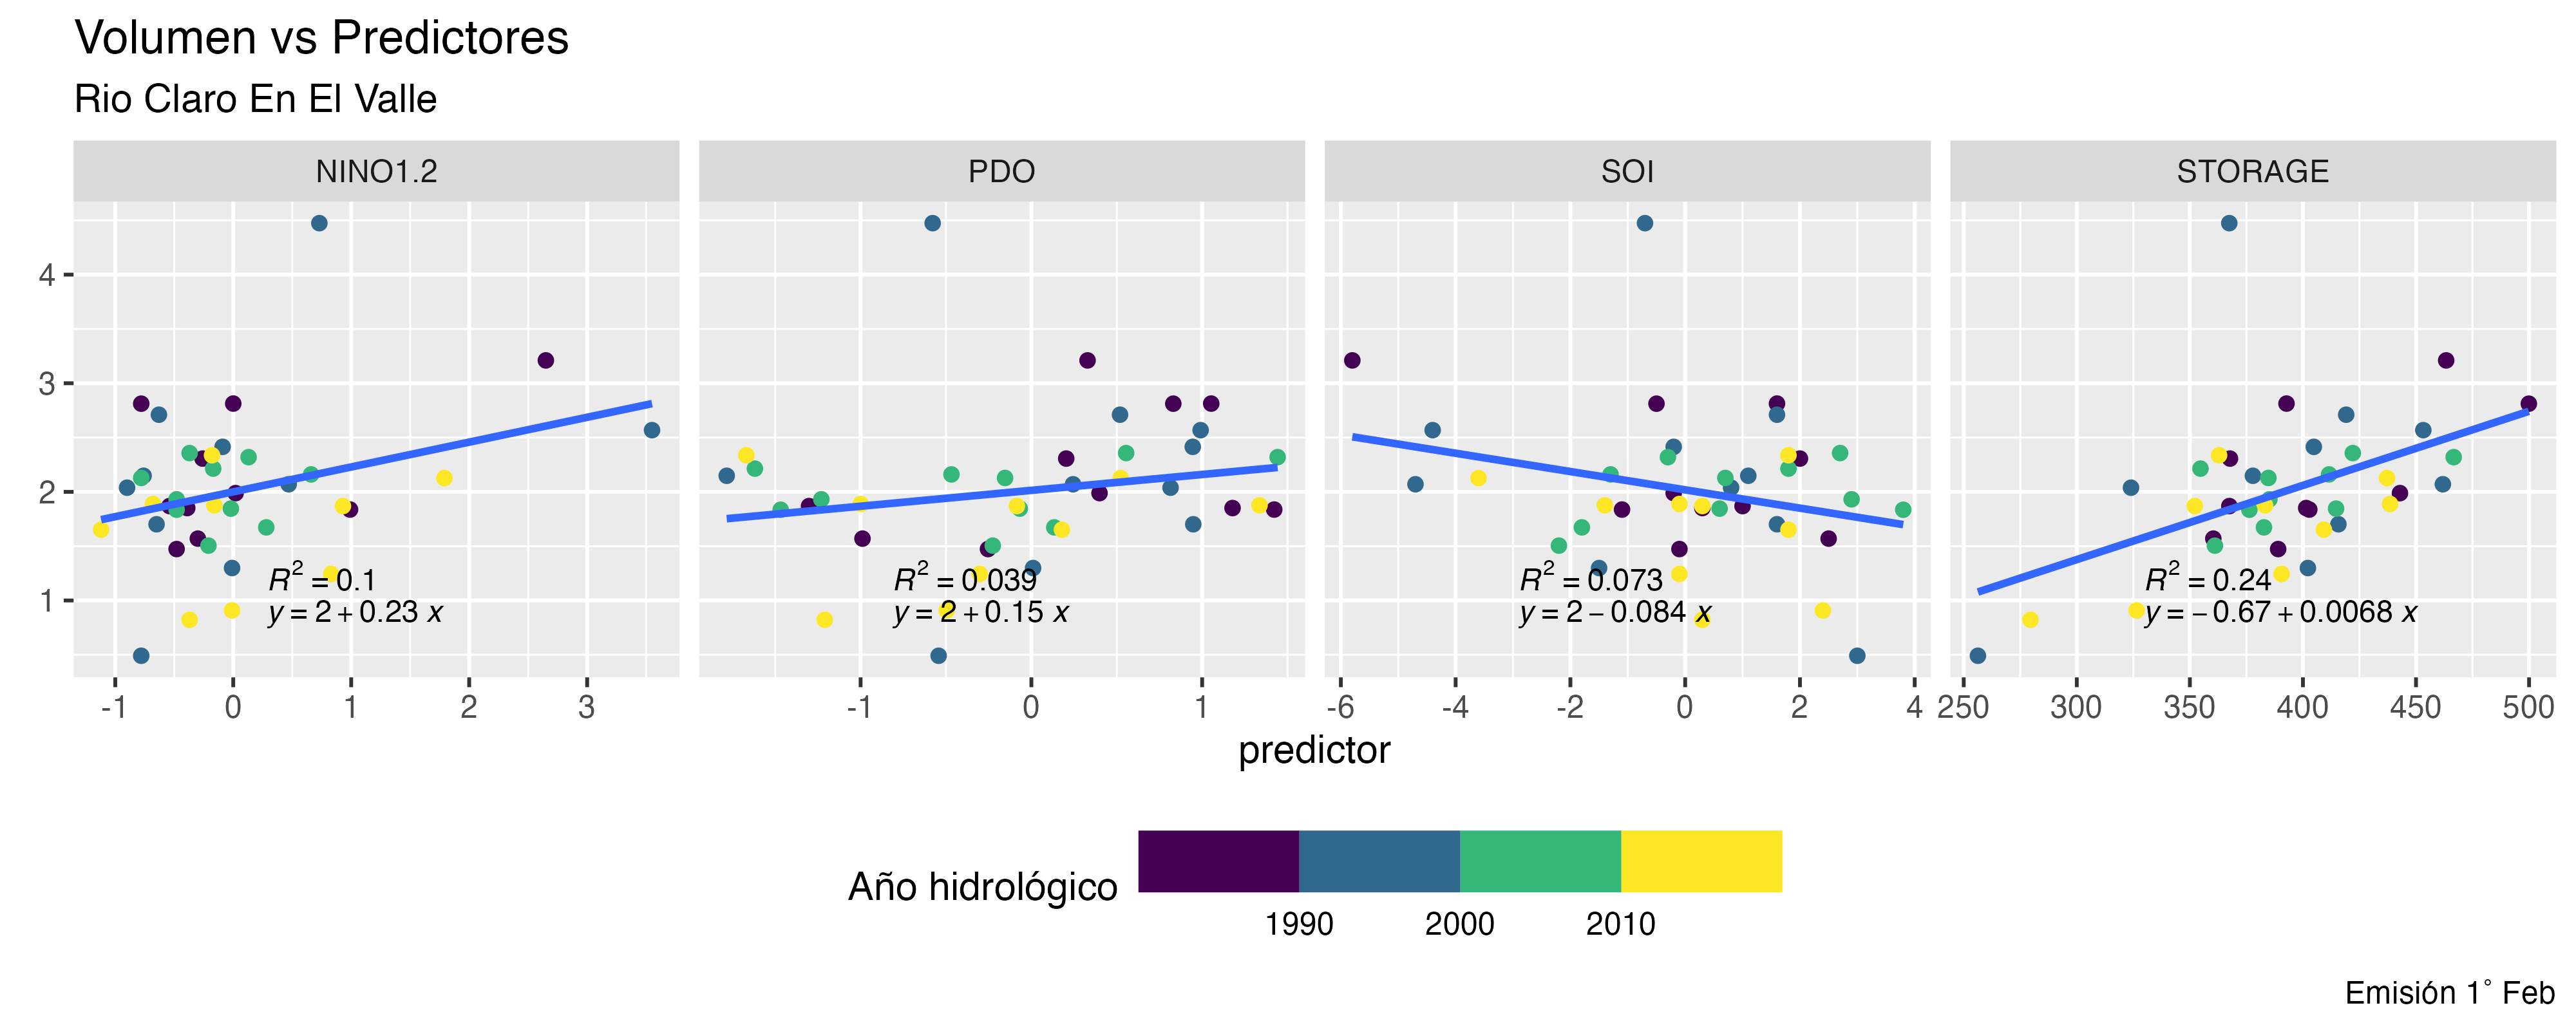 Volumen vs Predictores
Rio Claro En El Valle
NINO1.2 PDO SOI STORAGE
4
3
2
1
R² = 0.1 R² = 0.039 R² = 0.073 R² = 0.24
y = 2 + 0.23 x y = 2 + 0.15 x y = 2 − 0.084 x y = − 0.67 + 0.0068 x
-1 0 1 2 3 -1 0 1 -6 -4 -2 0 2 4 250 300 350 400 450 500
predictor
Año hidrológico
1990 2000 2010
Emisión 1° Feb